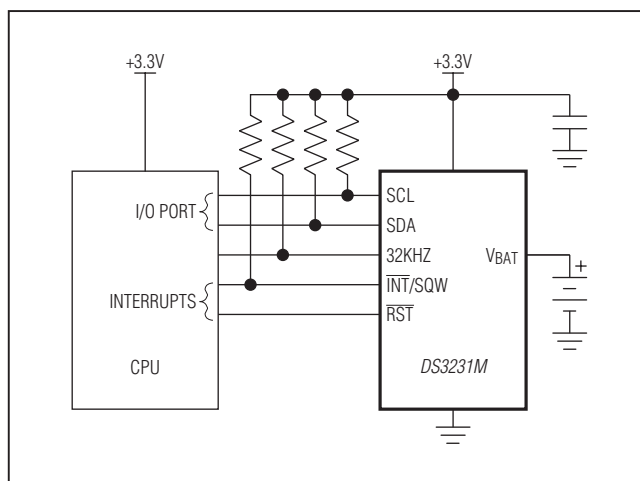 +3.3V
+3.3V
I/O PORT
INTERRUPTS
CPU
SCL
SDA
32KHZ
INT/SQW
RST
VBAT
+
DS3231M